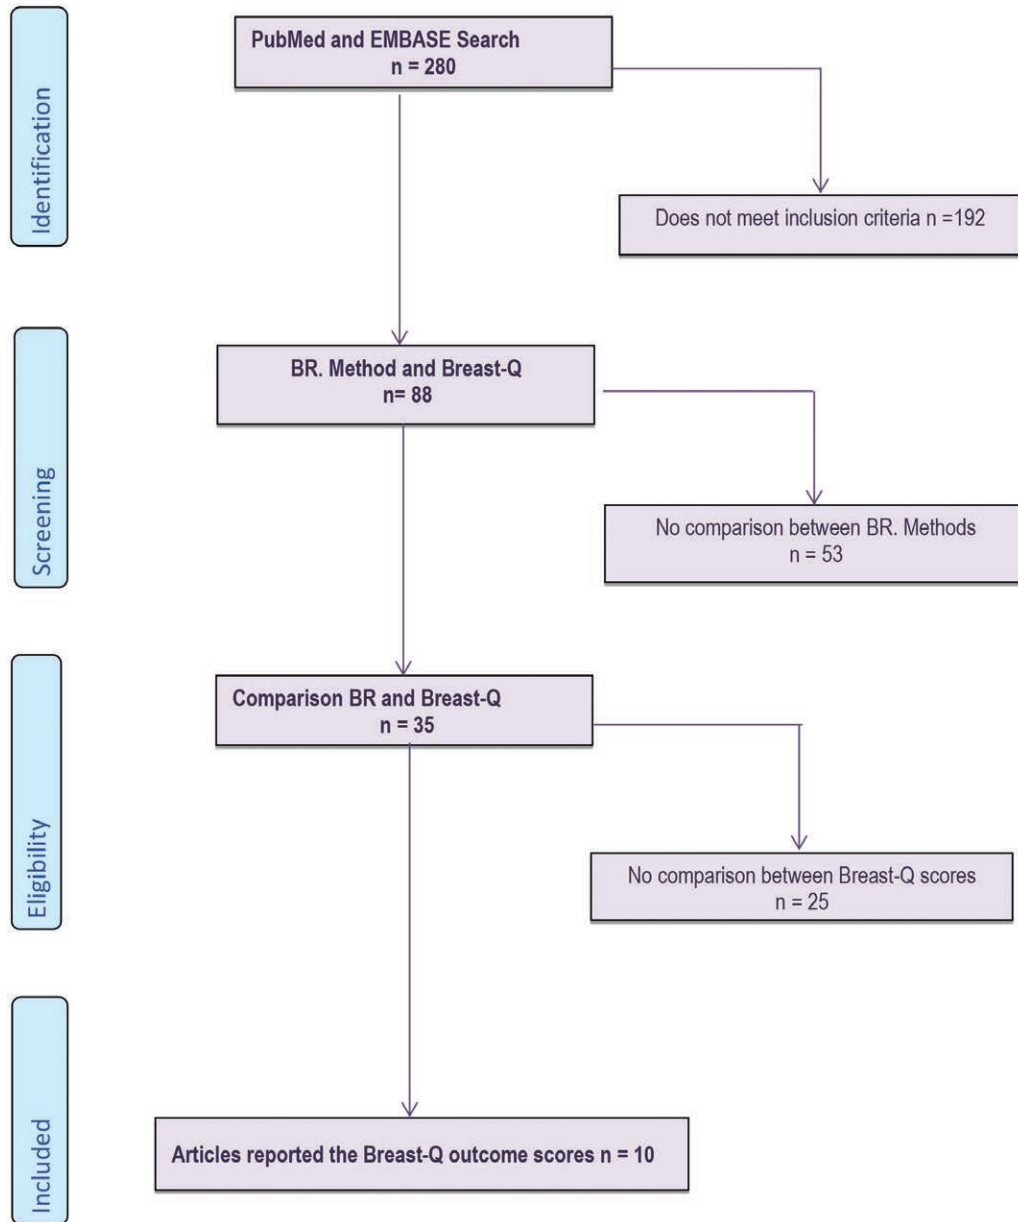 Identification
PubMed and EMBASE Search
n = 280
Does not meet inclusion criteria n =192
Screening
BR. Method and Breast-Q
n= 88
No comparison between BR. Methods
n = 53
Eligibility
Comparison BR and Breast-Q
n = 35
No comparison between Breast-Q scores
n = 25
Included
Articles reported the Breast-Q outcome scores n = 10